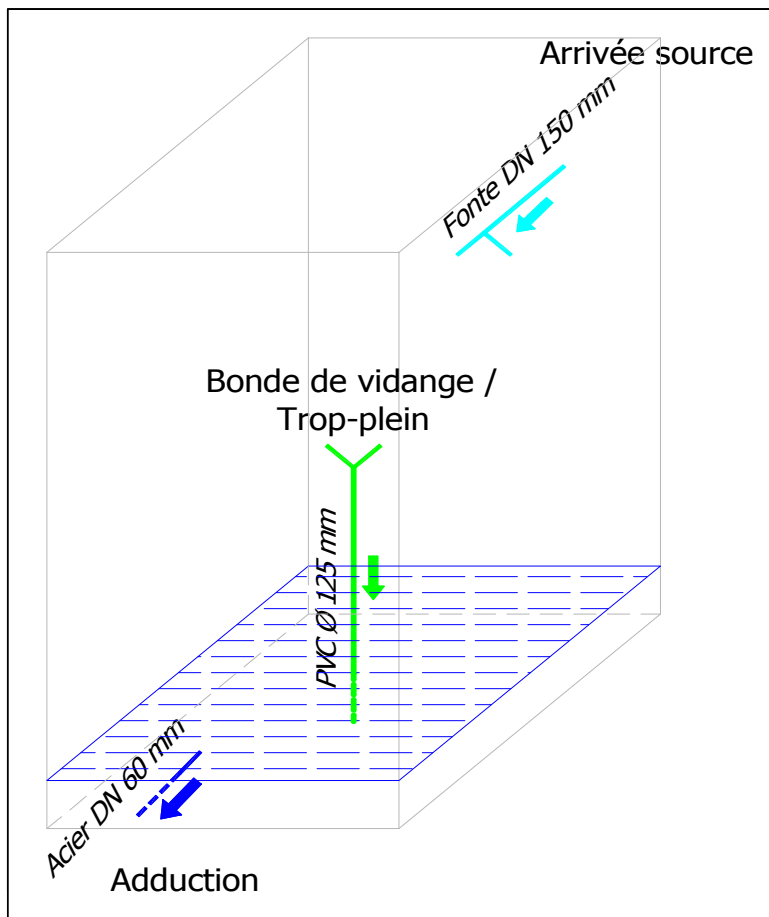 Arrivée source
Fonte DN 150 mm
Bonde de vidange /
Trop-plein
PVC Ø 125 mm
Acier DN 60 mm
Adduction